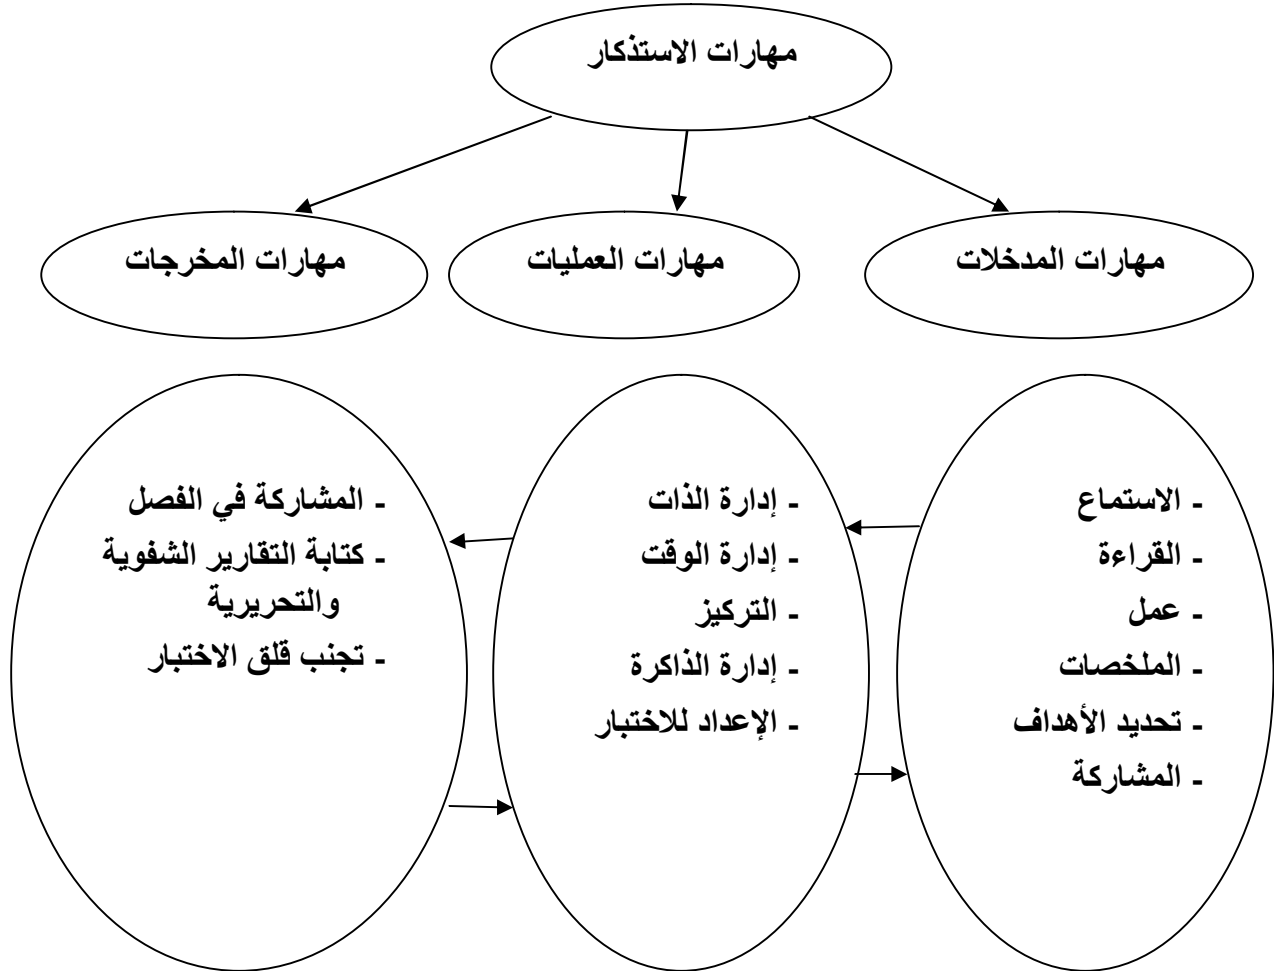 مهارات الاستذكار
مهارات المدخلات
مهارات العمليات
مهارات المخرجات
- الاستماع
- القراءة
- عمل
- الملخصات
- تحديد الأهداف
- المشاركة
- إدارة الذات
- إدارة الوقت
- التركيز
- إدارة الذاكرة
- الإعداد للاختبار
- المشاركة في الفصل
- كتابة التقارير الشفوية
والتحريرية
- تجنب قلق الاختبار